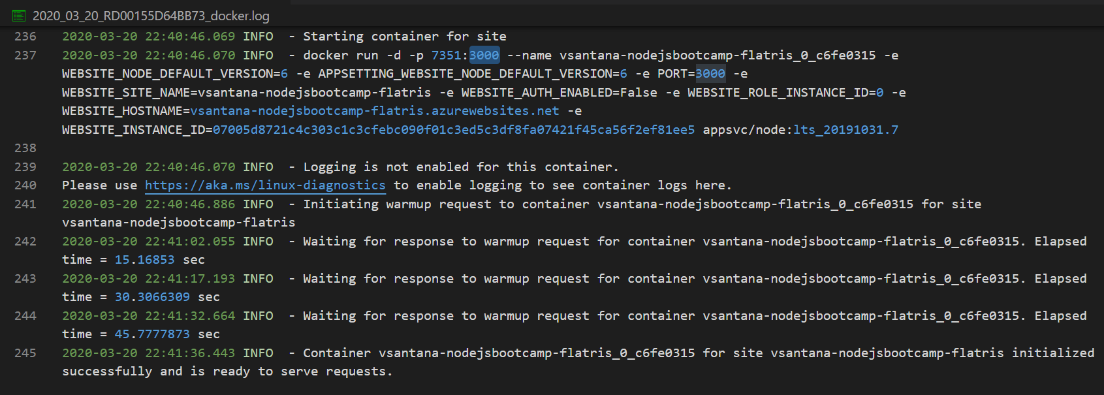 2020_03_20_RD00155D64BB73_docker.log
236 2020-03-20 22:40:46.069 INFO - Starting container for site
237 2020-03-20 22:40:46.070 INFO - docker run -d -p 7351:3000 --name vsantana-nodejsbootcamp-flatris_0_c6fe0315 -e
WEBSITE_NODE_DEFAULT_VERSION=6 -e APPSETTING_WEBSITE_NODE_DEFAULT_VERSION=6 -e PORT=3000 -e
WEBSITE_SITE_NAME=vsantana-nodejsbootcamp-flatris -e WEBSITE_AUTH_ENABLED=False -e WEBSITE_ROLE_INSTANCE_ID=0 -e
WEBSITE_HOSTNAME=vsantana-nodejsbootcamp-flatris.azurewebsites.net -e
WEBSITE_INSTANCE_ID=07005d8721c4c303c1c3cfebc090f01c3ed5c3df8fa07421f45ca56f2ef81ee5 appsvc/node:lts_20191031.7
238
239 2020-03-20 22:40:46.070 INFO - Logging is not enabled for this container.
240 Please use https://aka.ms/linux-diagnostics to enable logging to see container logs here.
241 2020-03-20 22:40:46.886 INFO - Initiating warmup request to container vsantana-nodejsbootcamp-flatris_0_c6fe0315 for site
vsantana-nodejsbootcamp-flatris
242 2020-03-20 22:41:02.055 INFO - Waiting for response to warmup request for container vsantana-nodejsbootcamp-flatris_0_c6fe0315. Elapsed
time = 15.16853 sec
243 2020-03-20 22:41:17.193 INFO - Waiting for response to warmup request for container vsantana-nodejsbootcamp-flatris_0_c6fe0315. Elapsed
time = 30.3066309 sec
244 2020-03-20 22:41:32.664 INFO - Waiting for response to warmup request for container vsantana-nodejsbootcamp-flatris_0_c6fe0315. Elapsed
time = 45.7777873 sec
245 2020-03-20 22:41:36.443 INFO - Container vsantana-nodejsbootcamp-flatris_0_c6fe0315 for site vsantana-nodejsbootcamp-flatris initialized
successfully and is ready to serve requests.